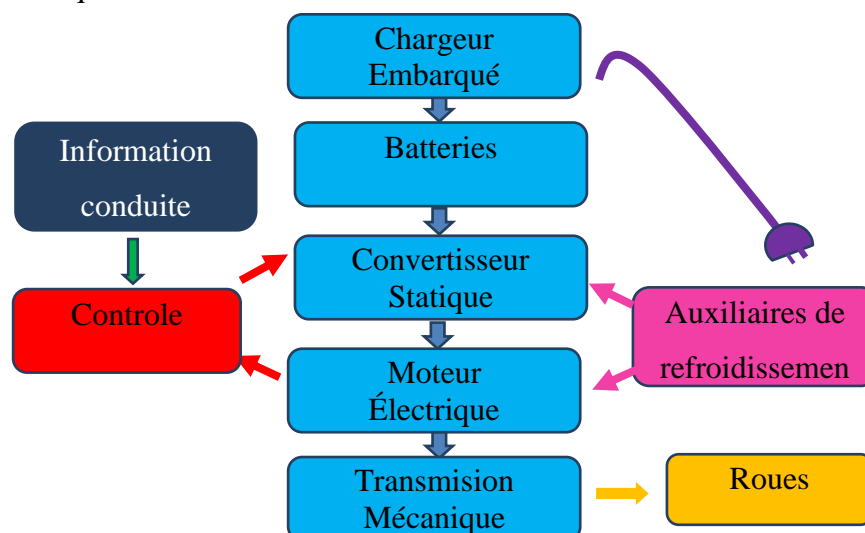 Chargeur
Embarqué
Information
conduite
Batteries
Convertisseur
Statique
Controle
Auxiliaires de
refroidissemen
Moteur
Électrique
Transmision
Mécanique
Roues